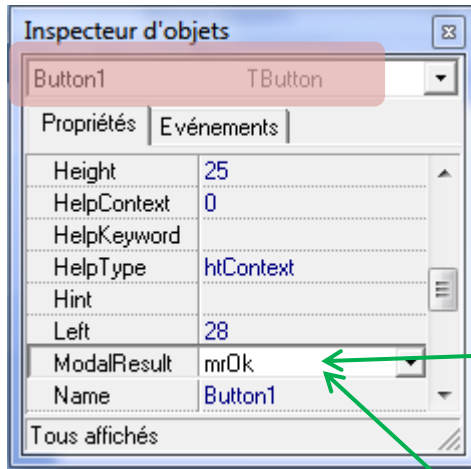 Inspecteur d'objets
Button1 TButton
Propriétés Evénements
Height 25
HelpContext 0
HelpKeyword
HelpType htContext
Hint
Left 28
ModalResult mrOk
Name Button1
Tous affichés